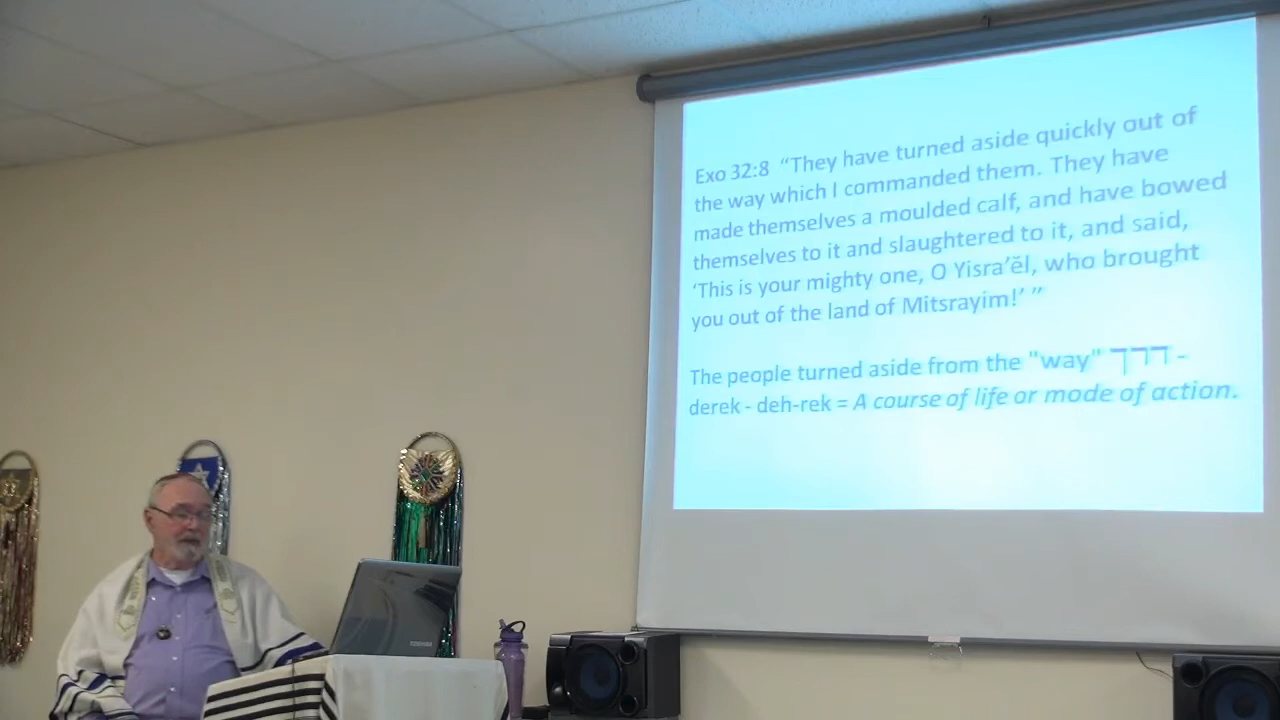 Exo 32:8 “They have turned aside quickly out of
the way which I commanded them. They have
made themselves a moulded calf, and have bowed
themselves to it and slaughtered to it, and said,
‘This is your mighty one, O Yisra’ĕl, who brought
you out of the land of Mitsrayim!’ ”
The people turned aside from the "way" דרך -
derek - deh-rek = A course of life or mode of action.
TOSHIBA